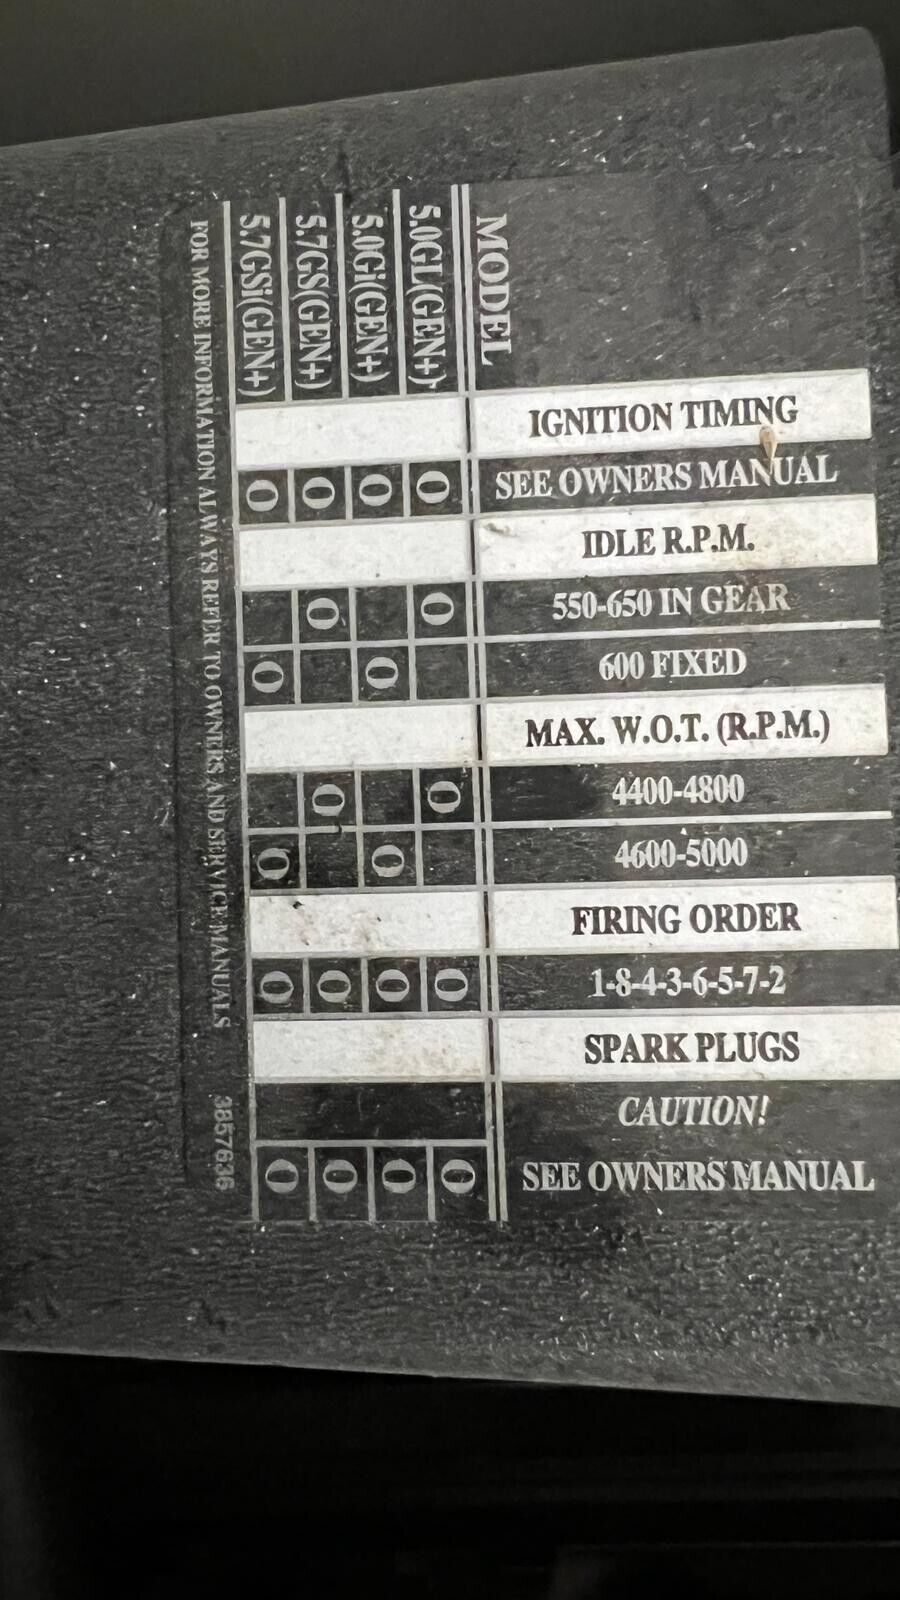 MODEL
5.0GL(GEN+)
5.0Gi(GEN+)
5.7GS(GEN+)
5.7GSi(GEN+)
IGNITION TIMING
SEE OWNERS MANUAL
O O O O
IDLE R.P.M.
550-650 IN GEAR
O O
600 FIXED
O O
MAX. W.O.T. (R.P.M.)
4400-4800
O O
4600-5000
O O
FIRING ORDER
1-8-4-3-6-5-7-2
O O O O
SPARK PLUGS
CAUTION!
SEE OWNERS MANUAL
O O O O
FOR MORE INFORMATION ALWAYS REFER TO OWNERS AND SERVICE MANUALS 3857636